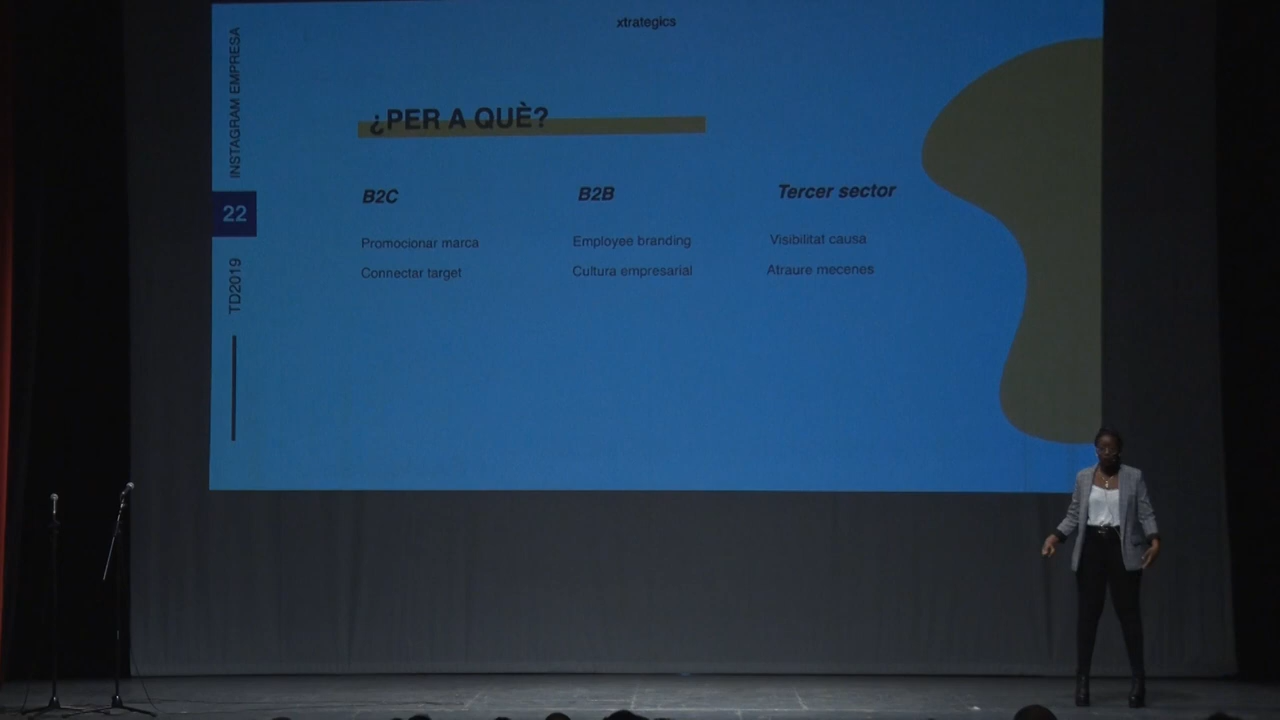 xtrategics
INSTAGRAM EMPRESA
22
TD2019
¿PER A QUÈ?
B2C
Promocionar marca
Connectar target
B2B
Employee branding
Cultura empresarial
Tercer sector
Visibilitat causa
Atraure mecenes